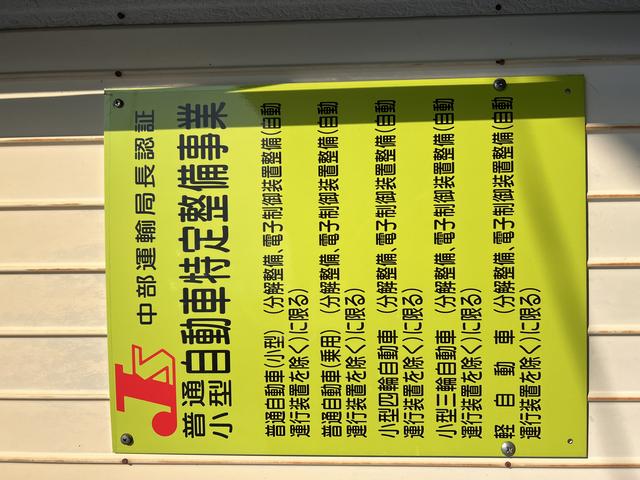 JS 中部運輸局長認証
普通
小型 自動車特定整備事業
普通自動車(小型) (分解整備、電子制御装置整備(自動
運行装置を除く)に限る)
普通自動車(乗用) (分解整備、電子制御装置整備(自動
運行装置を除く)に限る)
小型四輪自動車 (分解整備、電子制御装置整備(自動
運行装置を除く)に限る)
小型三輪自動車 (分解整備、電子制御装置整備(自動
運行装置を除く)に限る)
軽自動車 (分解整備、電子制御装置整備(自動
運行装置を除く)に限る)